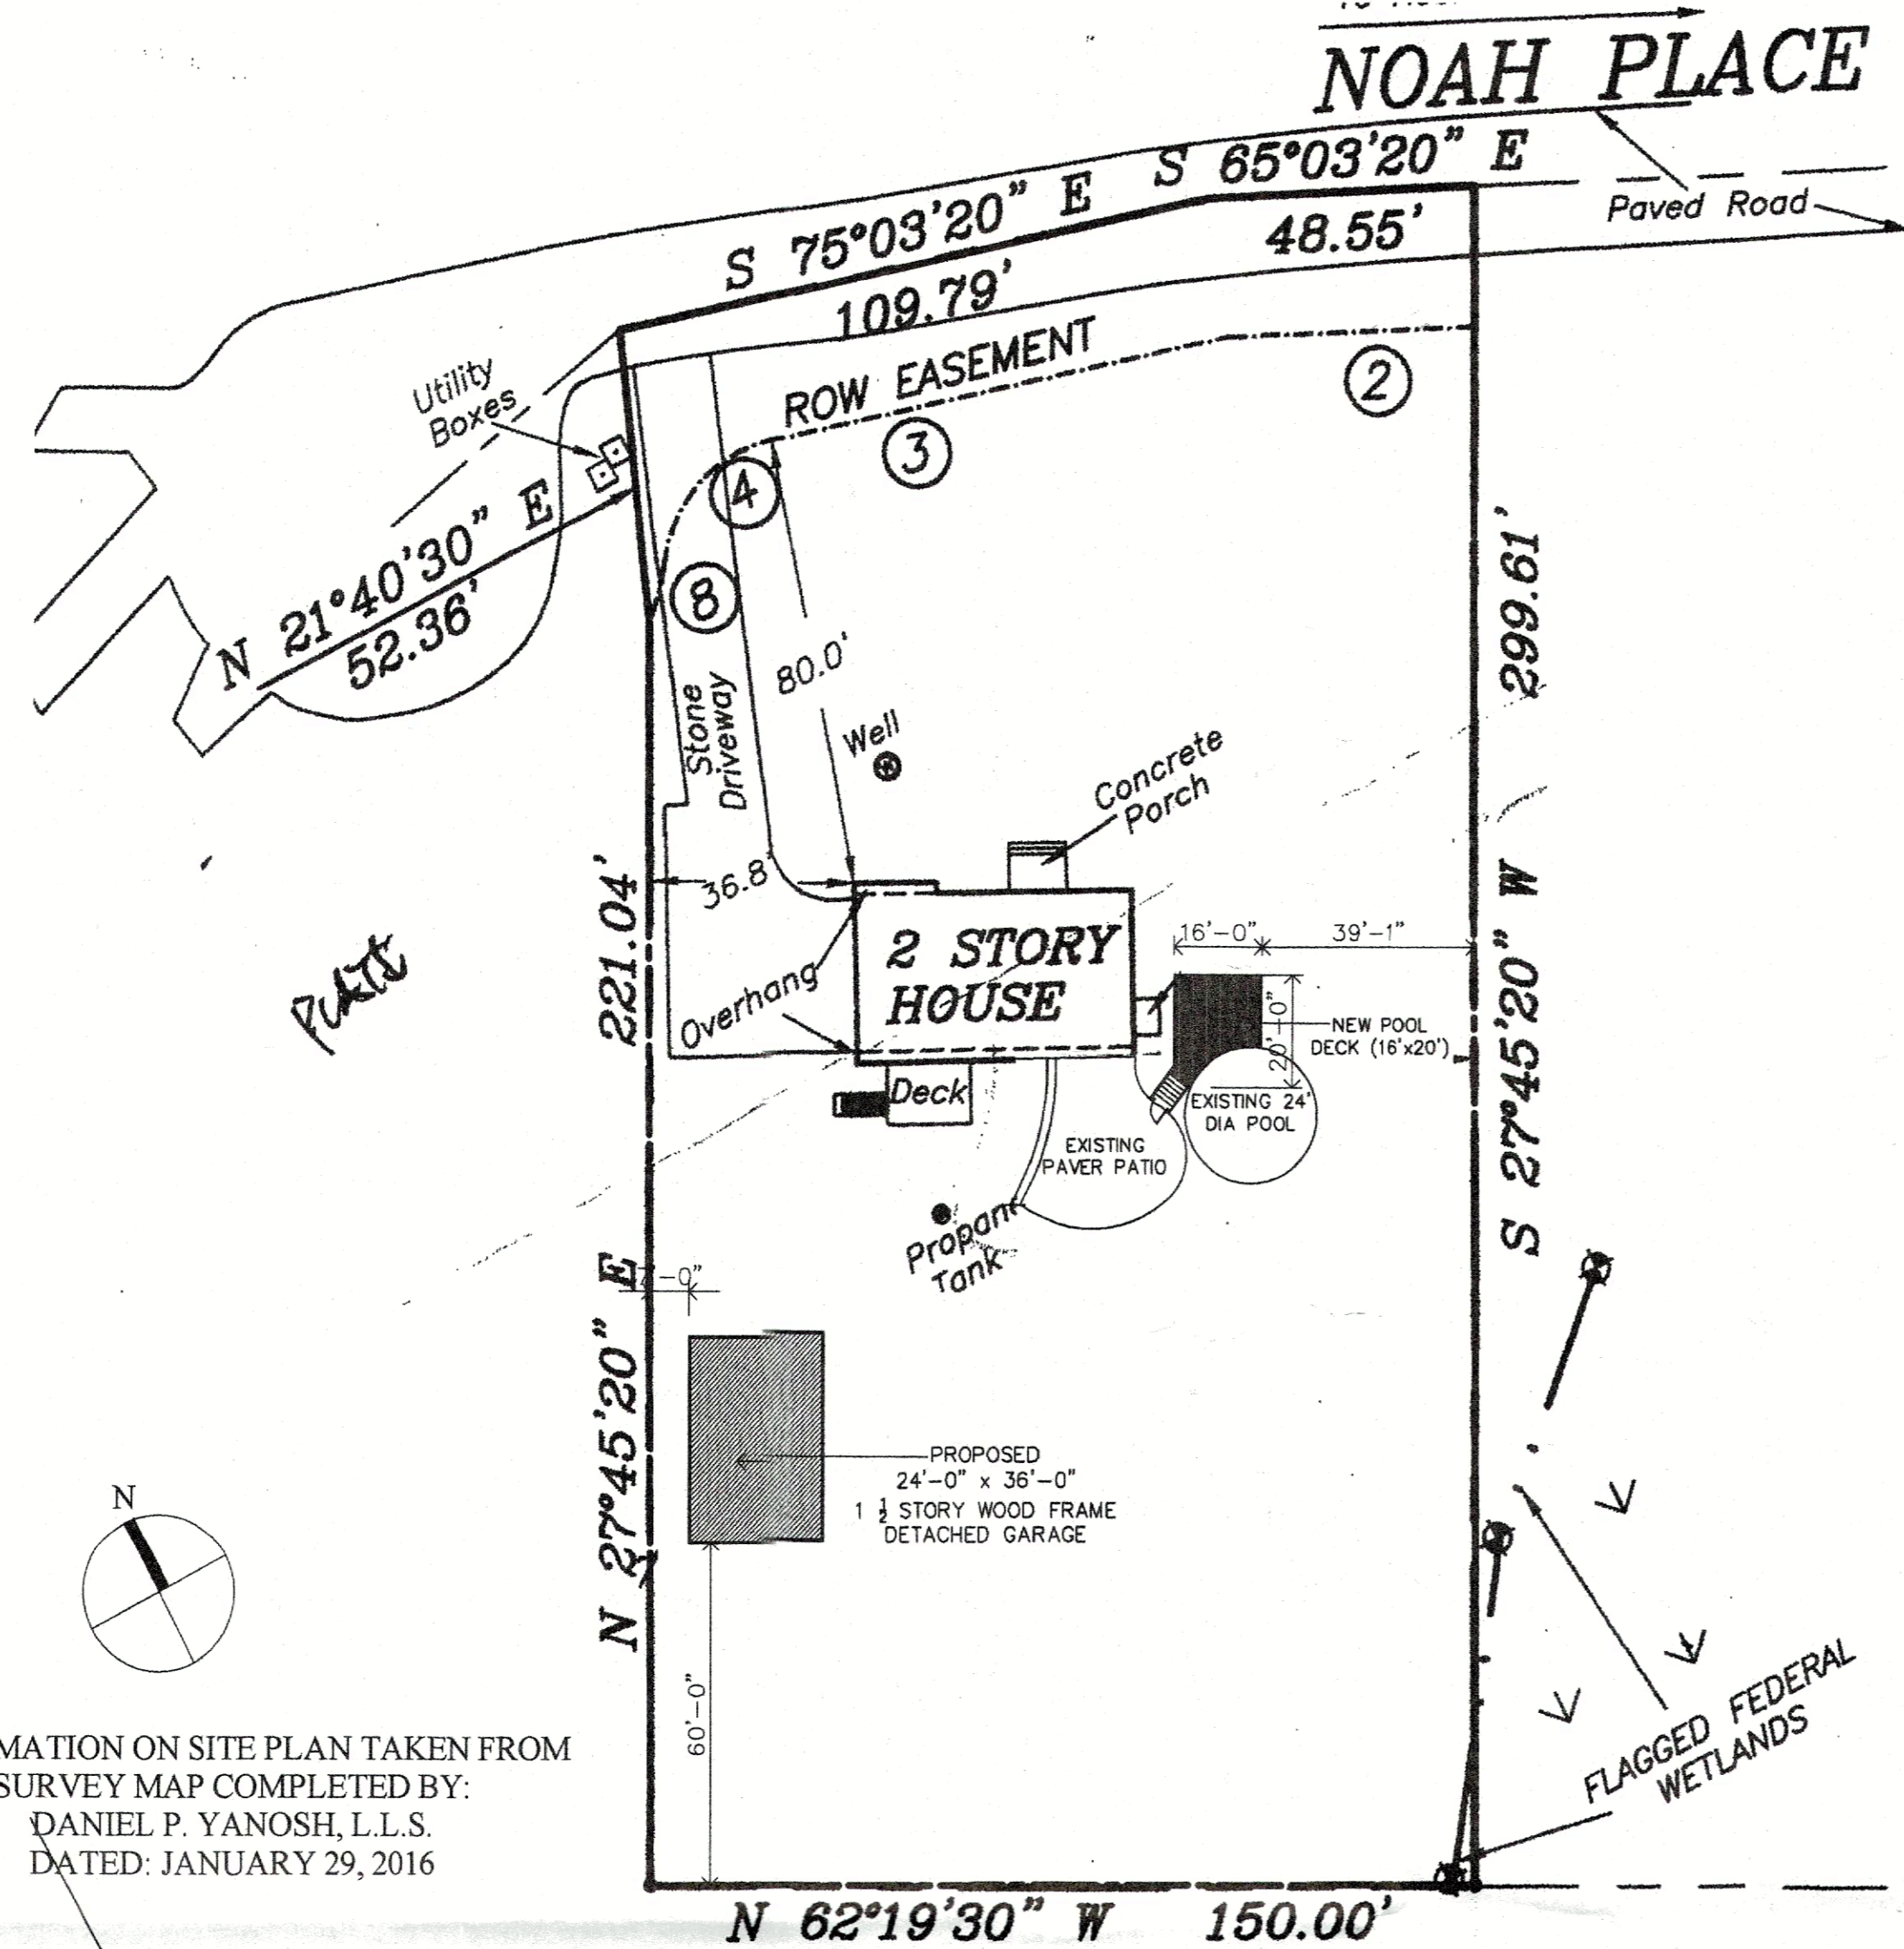 NOAH PLACE
S 65°03'20" E
S 75°03'20" E
Paved Road
48.55'
109.79'
ROW EASEMENT
Utility
Boxes
2
3
4
8
N 21°40'30" E
52.36'
80.0'
299.61'
Stone
Driveway
Well
Concrete
Porch
36.8'
221.04'
2 STORY
HOUSE
16'-0"
39'-1"
20'-0"
NEW POOL
DECK (16'x20')
Overhang
S 27°45'20" W
Deck
EXISTING 24'
DIA POOL
EXISTING
PAVER PATIO
Propane
Tank
-0"
N 27°45'20" E
PROPOSED
24'-0" x 36'-0"
1 ½ STORY WOOD FRAME
DETACHED GARAGE
N
60'-0"
FLAGGED FEDERAL
WETLANDS
MATION ON SITE PLAN TAKEN FROM
SURVEY MAP COMPLETED BY:
DANIEL P. YANOSH, L.L.S.
DATED: JANUARY 29, 2016
N 62°19'30" W 150.00'